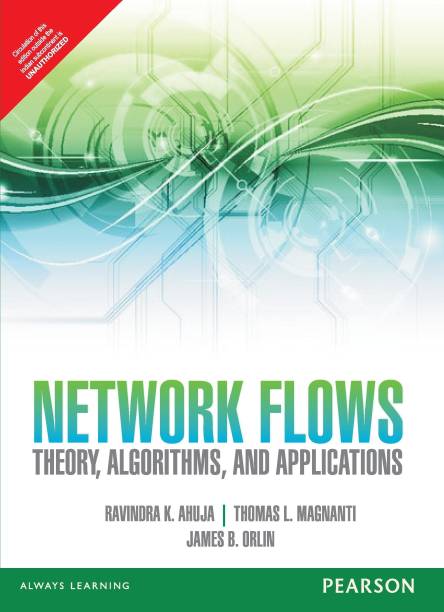 Circulation of this
edition outside the
Indian subcontinent is
UNAUTHORIZED
NETWORK FLOWS
THEORY, ALGORITHMS, AND APPLICATIONS
RAVINDRA K. AHUJA | THOMAS L. MAGNANTI
JAMES B. ORLIN
ALWAYS LEARNING
PEARSON